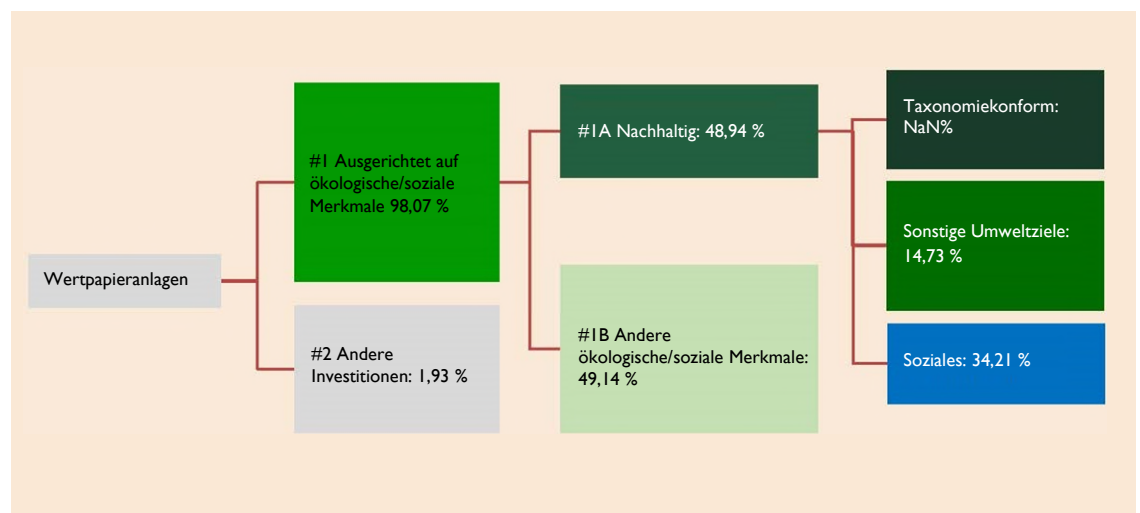 Wertpapieranlagen
#1 Ausgerichtet auf
ökologische/soziale
Merkmale 98,07 %
#2 Andere
Investitionen: 1,93 %
#1A Nachhaltig: 48,94 %
#1B Andere
ökologische/soziale Merkmale:
49,14 %
Taxonomiekonform:
NaN%
Sonstige Umweltziele:
14,73 %
Soziales: 34,21 %